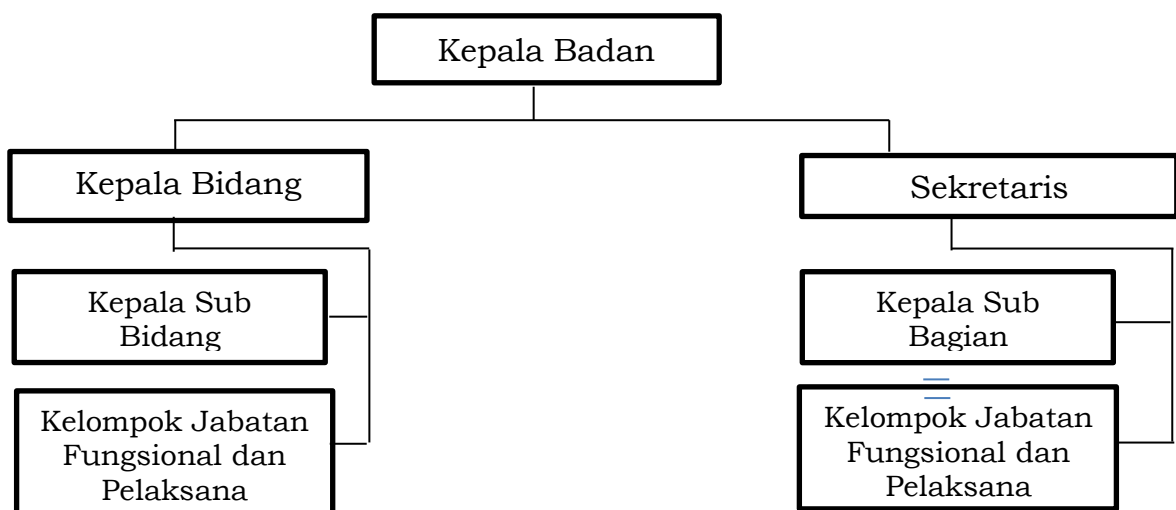 Kepala Badan
Kepala Bidang
Sekretaris
Kepala Sub
Bidang
Kepala Sub
Bagian
Kelompok Jabatan
Fungsional dan
Pelaksana
Kelompok Jabatan
Fungsional dan
Pelaksana